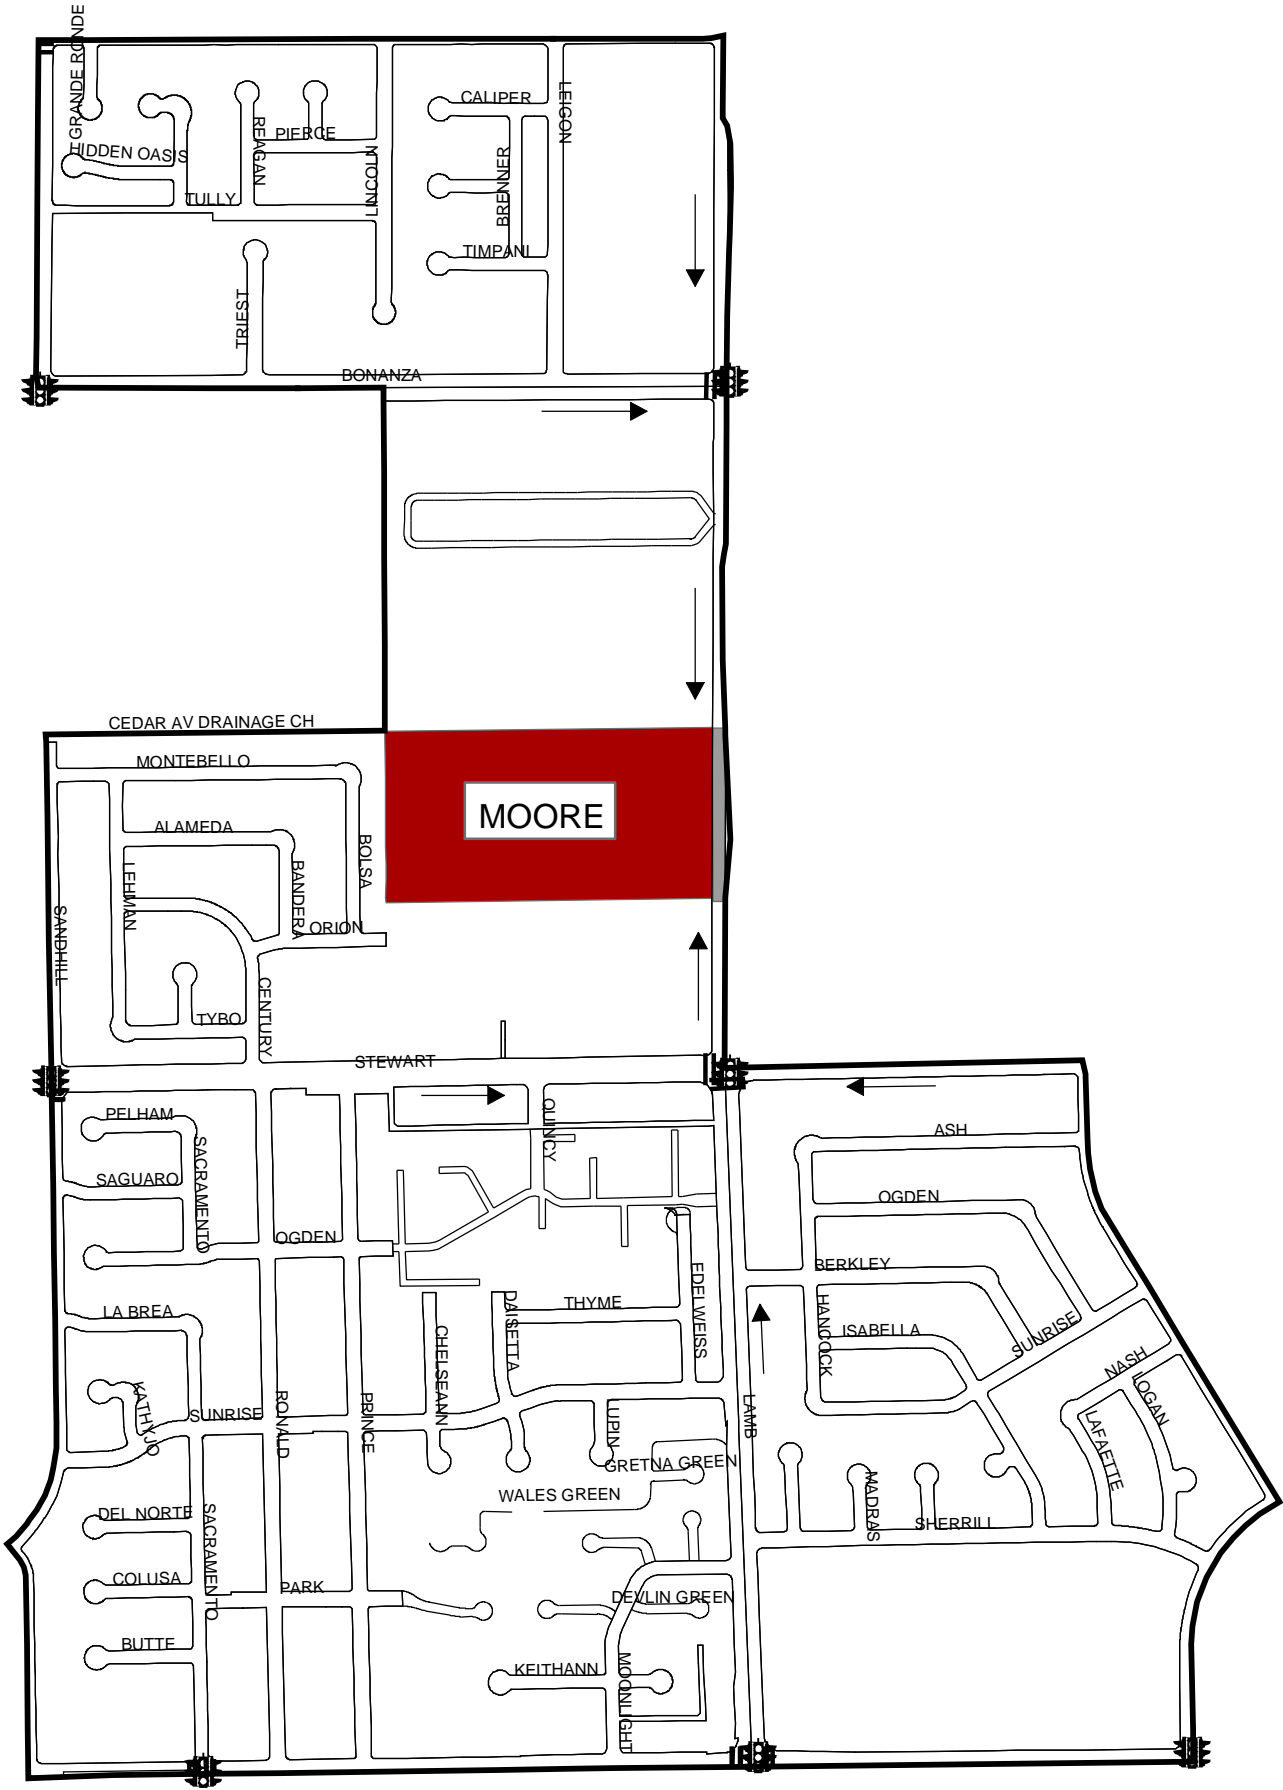 GRANDE RONDE
CALIPER
LEIGON
REAGAN
PIERCE
HIDDEN OASIS
LINCOLN
BRENNER
TULLY
TIMPANI
TRIEST
BONANZA
CEDAR AV DRAINAGE CH
MONTEBELLO
MOORE
ALAMEDA
BOLSA
LEHMAN
BANDERA
SANDHILL
ORION
CENTURY
TYBO
STEWART
PELHAM
QUINCY
ASH
SACRAMENTO
SAGUARO
OGDEN
OGDEN
BERKLEY
EDELWEISS
LA BREA
DAISETTA
THYME
HANCOCK
ISABELLA
SUNRISE
CHELSEANN
NASH
LOGAN
KATHYJO
SUNRISE
RONALD
PRINCE
LUPIN
LAMB
LAFAETTE
GRETNA GREEN
WALES GREEN
MADRAS
SHERRILL
DEL NORTE
SACRAMENTO
COLUSA
PARK
DEVLIN GREEN
BUTTE
KEITHANN
MOONLIGHT